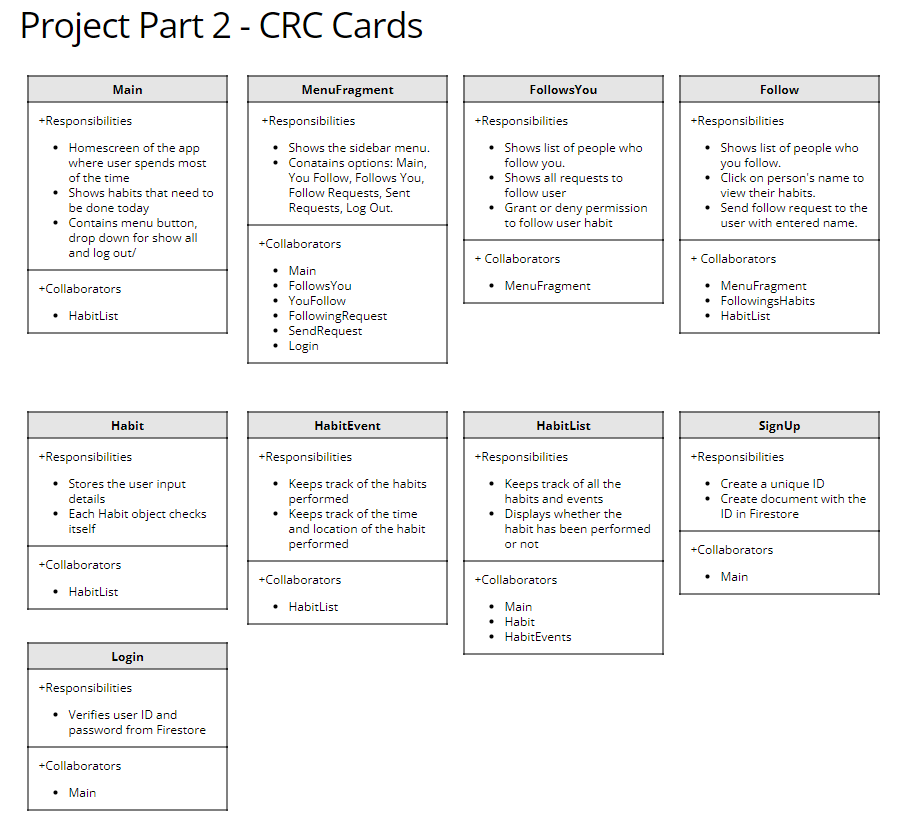 Project Part 2 - CRC Cards
Main
+Responsibilities
• Homescreen of the app
where user spends most
of the time
• Shows habits that need to
be done today
• Contains menu button,
drop down for show all
and log out/
+Collaborators
• HabitList
MenuFragment
+Responsibilities
• Shows the sidebar menu.
• Conatains options: Main,
You Follow, Follows You,
Follow Requests, Sent
Requests, Log Out.
+Collaborators
• Main
• FollowsYou
• YouFollow
• FollowingRequest
• SendRequest
• Login
FollowsYou
+Responsibilities
• Shows list of people who
follow you.
• Shows all requests to
follow user
• Grant or deny permission
to follow user habit
+ Collaborators
• MenuFragment
Follow
+Responsibilities
• Shows list of people who
you follow.
• Click on person's name to
view their habits.
• Send follow request to the
user with entered name.
+ Collaborators
• MenuFragment
• FollowingsHabits
• HabitList
Habit
+Responsibilities
• Stores the user input
details
• Each Habit object checks
itself
+Collaborators
• HabitList
HabitEvent
+Responsibilities
• Keeps track of the habits
performed
• Keeps track of the time
and location of the habit
performed
+Collaborators
• HabitList
HabitList
+Responsibilities
• Keeps track of all the
habits and events
• Displays whether the
habit has been performed
or not
+Collaborators
• Main
• Habit
• HabitEvents
SignUp
+Responsibilities
• Create a unique ID
• Create document with the
ID in Firestore
+Collaborators
• Main
Login
+Responsibilities
• Verifies user ID and
password from Firestore
+Collaborators
• Main